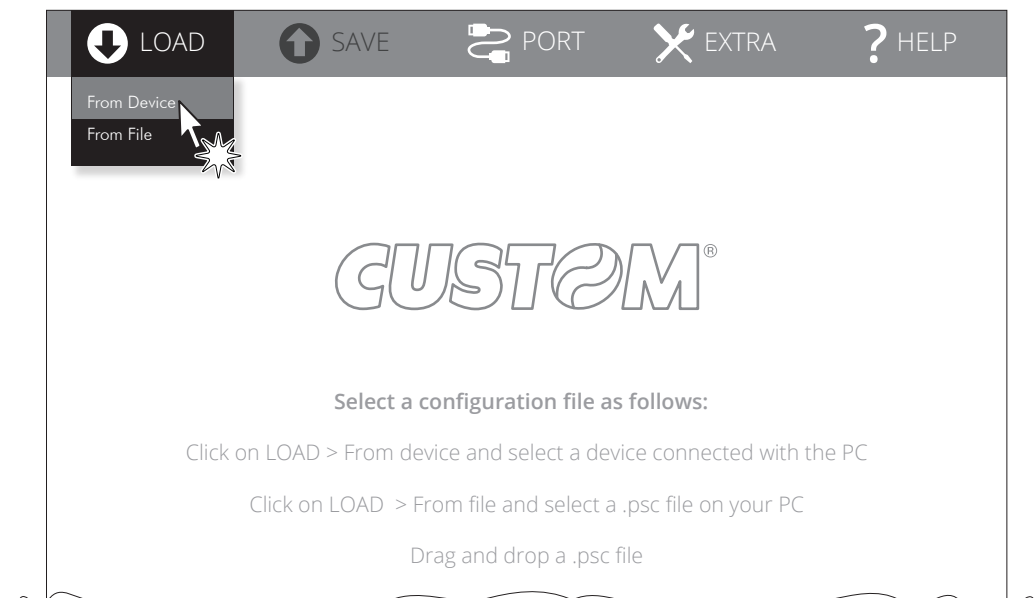 LOAD SAVE PORT EXTRA ? HELP
From Device
From File
CUSTOM®
Select a configuration file as follows:
Click on LOAD > From device and select a device connected with the PC
Click on LOAD > From file and select a .psc file on your PC
Drag and drop a .psc file